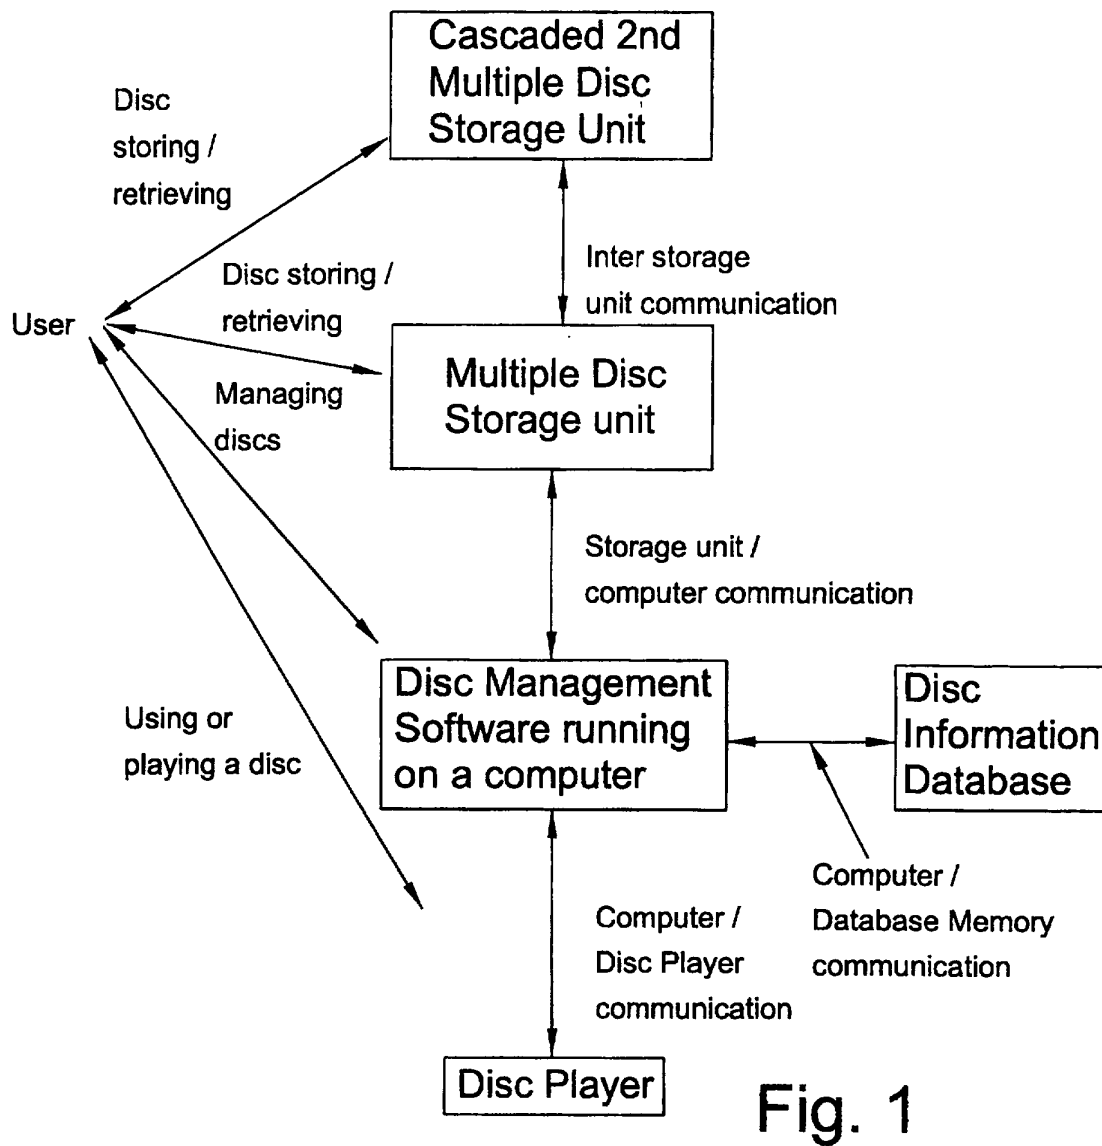 Cascaded 2nd
Multiple Disc
Storage Unit
Disc
storing /
retrieving
Disc storing /
retrieving
Inter storage
unit communication
User
Multiple Disc
Storage unit
Managing
discs
Storage unit /
computer communication
Disc Management
Software running
on a computer
Disc
Information
Database
Using or
playing a disc
Computer /
Database Memory
communication
Computer /
Disc Player
communication
Disc Player
Fig. 1